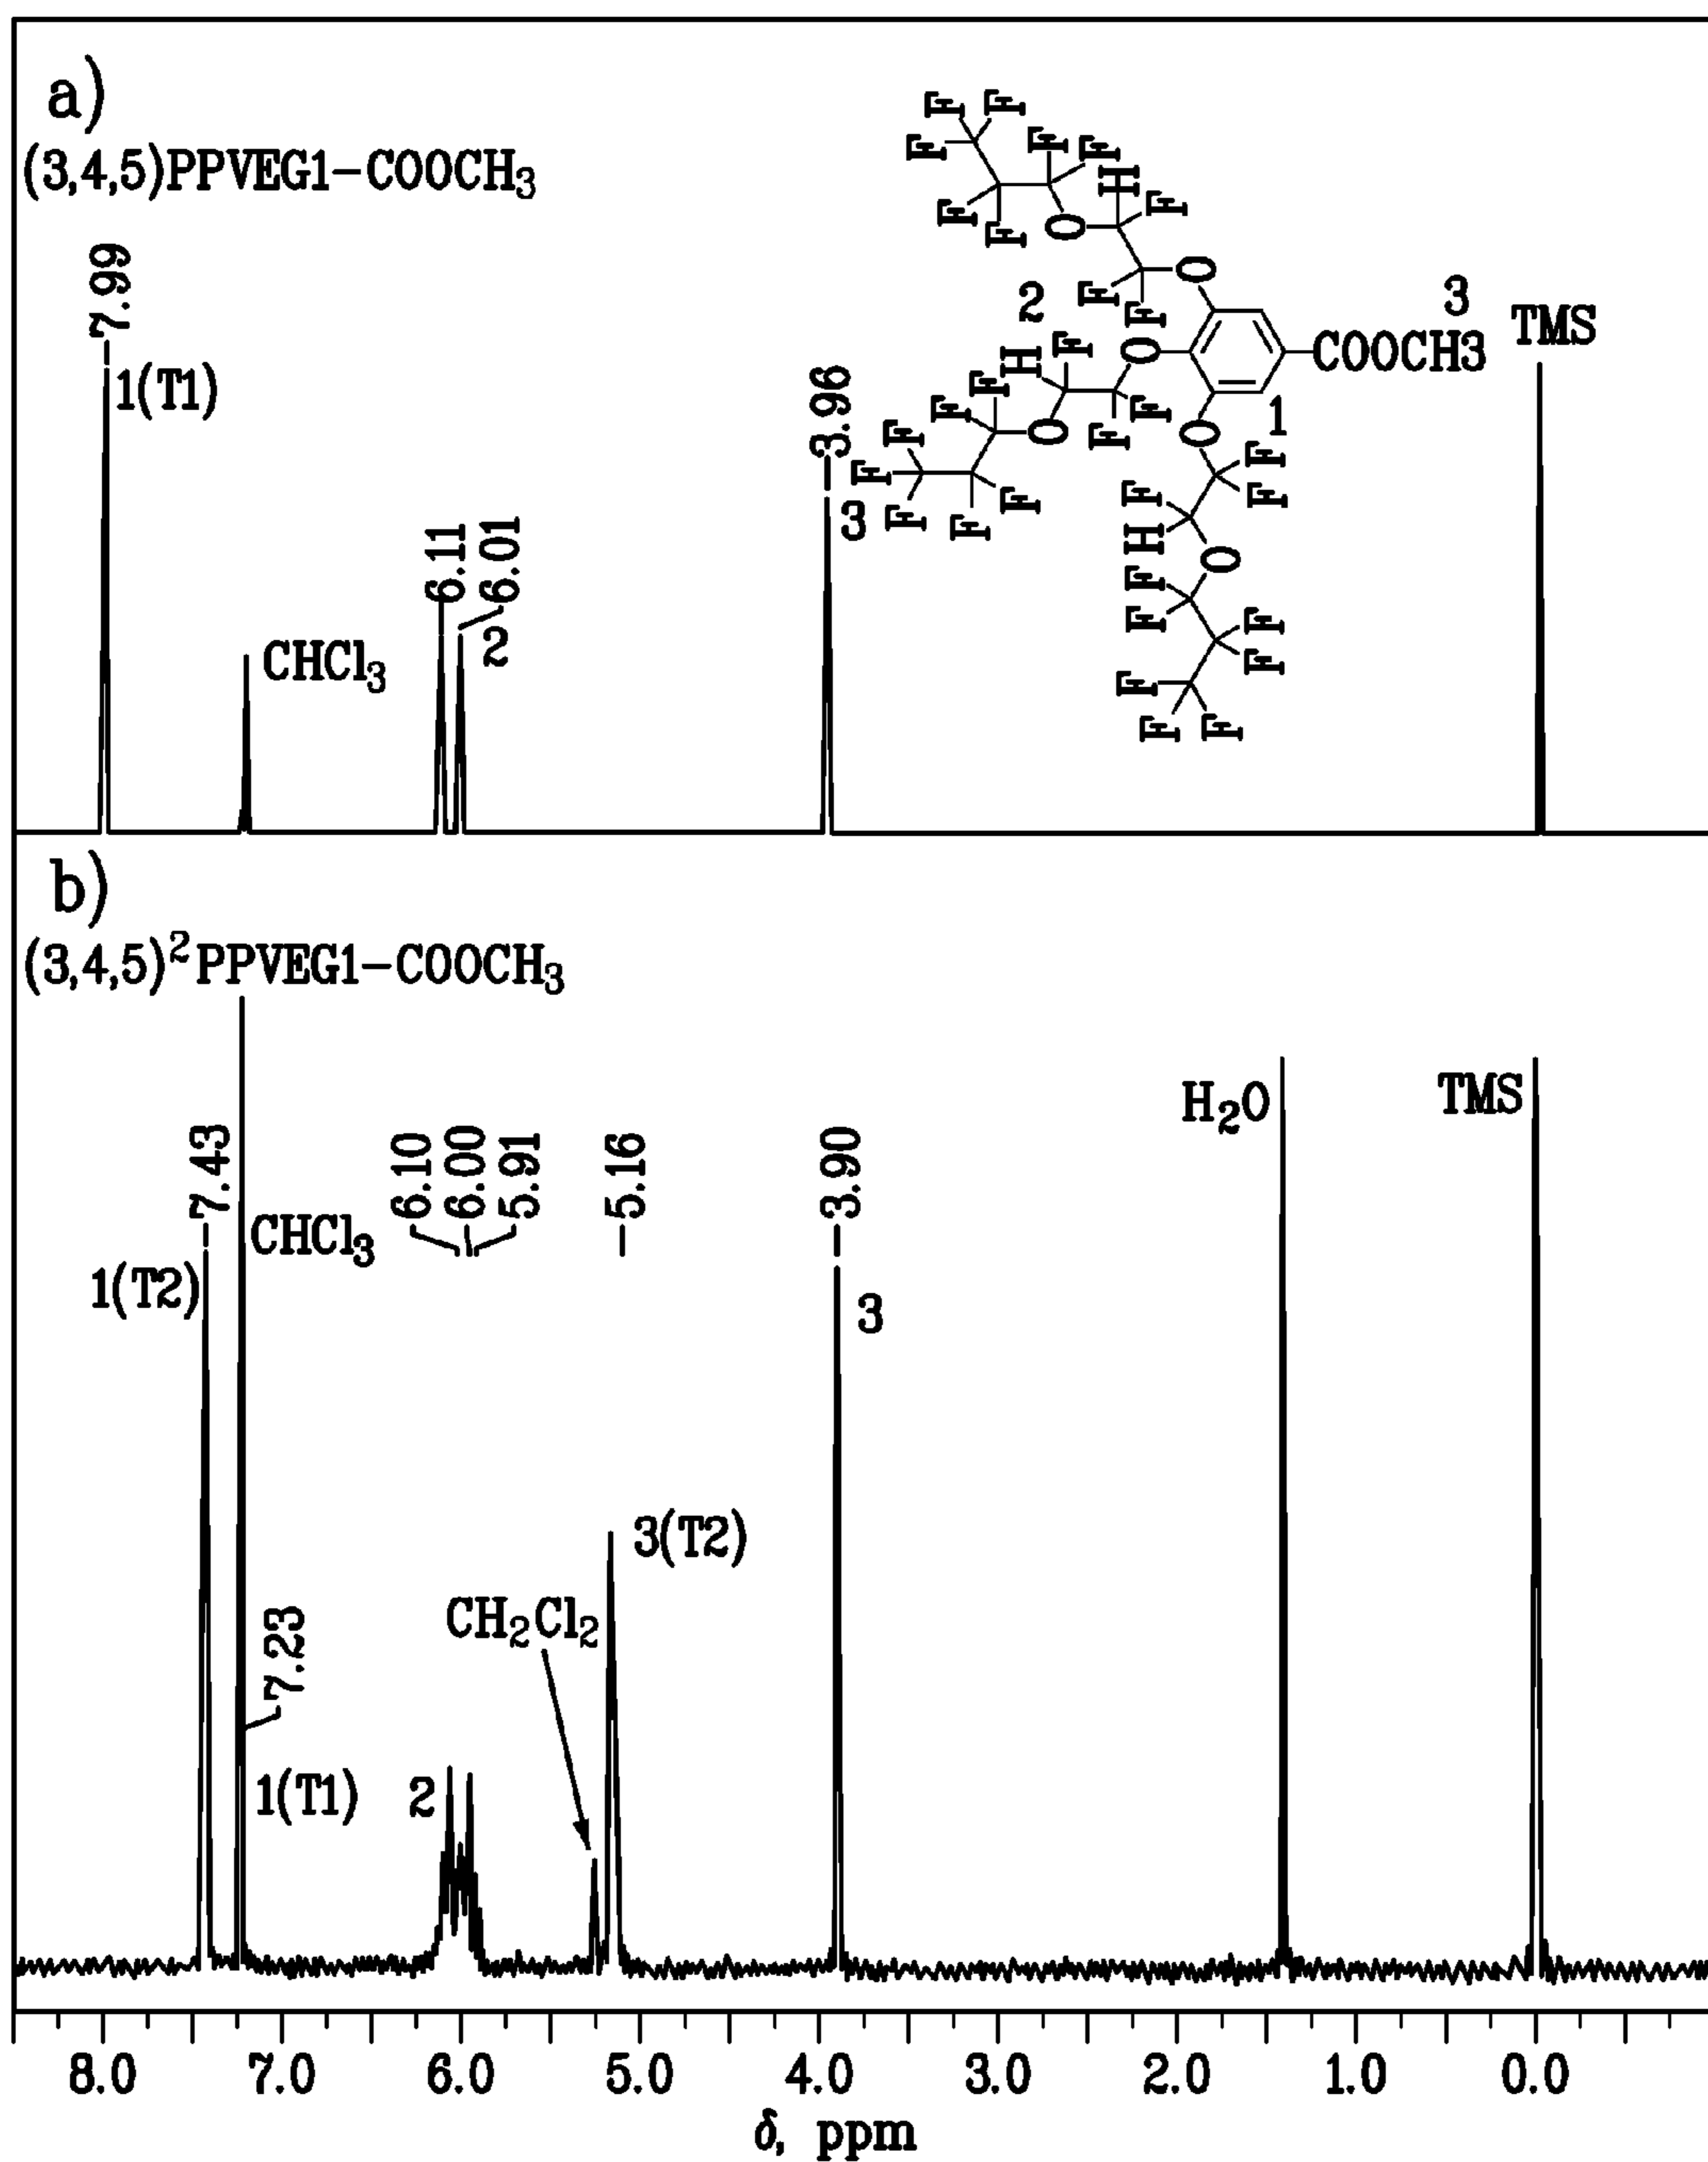 a)
(3,4,5)PPVEG1-COOCH3
7.99
1(T1)
CHCl3
6.11
6.01
2
3.96
3
F F
F
F F
H
F
F
F
O
O
F
F
2
3
TMS
COOCH3
O
F
H
F
F
F
F
O
F
F
F
F
F
F
1
O
F
F
F
H
O
F
F
F
F
F
F
F
b)
(3,4,5)2PPVEG1-COOCH3
7.43
CHCl3
1(T2)
6.10
6.00
5.91
5.16
3.90
3
H2O
TMS
3(T2)
CH2Cl2
7.23
1(T1)
2
8.0 7.0 6.0 5.0 4.0 3.0 2.0 1.0 0.0
δ, ppm